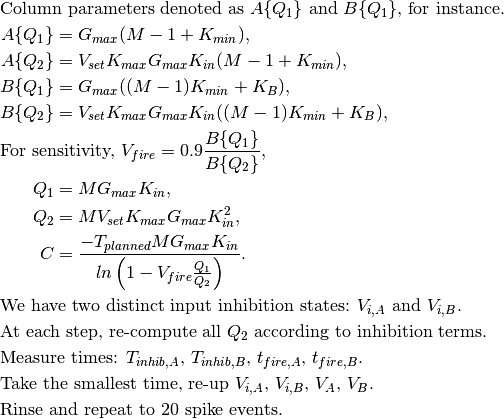 Column parameters denoted as A{Q_1} and B{Q_1}, for instance.
A{Q_1} = G_{max}(M − 1 + K_{min}),
A{Q_2} = V_{set}K_{max}G_{max}K_{in}(M − 1 + K_{min}),
B{Q_1} = G_{max}((M − 1)K_{min} + K_B),
B{Q_2} = V_{set}K_{max}G_{max}K_{in}((M − 1)K_{min} + K_B),
For sensitivity, V_{fire} = 0.9 \frac{B{Q_1}}{B{Q_2}},
Q_1 = MG_{max}K_{in},
Q_2 = MV_{set}K_{max}G_{max}K_{in}^2,
C = \frac{−T_{planned}MG_{max}K_{in}}{ln\left(1 − V_{fire}\frac{Q_1}{Q_2}\right)}.
We have two distinct input inhibition states: V_{i,A} and V_{i,B}.
At each step, re-compute all Q_2 according to inhibition terms.
Measure times: T_{inhib,A}, T_{inhib,B}, t_{fire,A}, t_{fire,B}.
Take the smallest time, re-up V_{i,A}, V_{i,B}, V_A, V_B.
Rinse and repeat to 20 spike events.